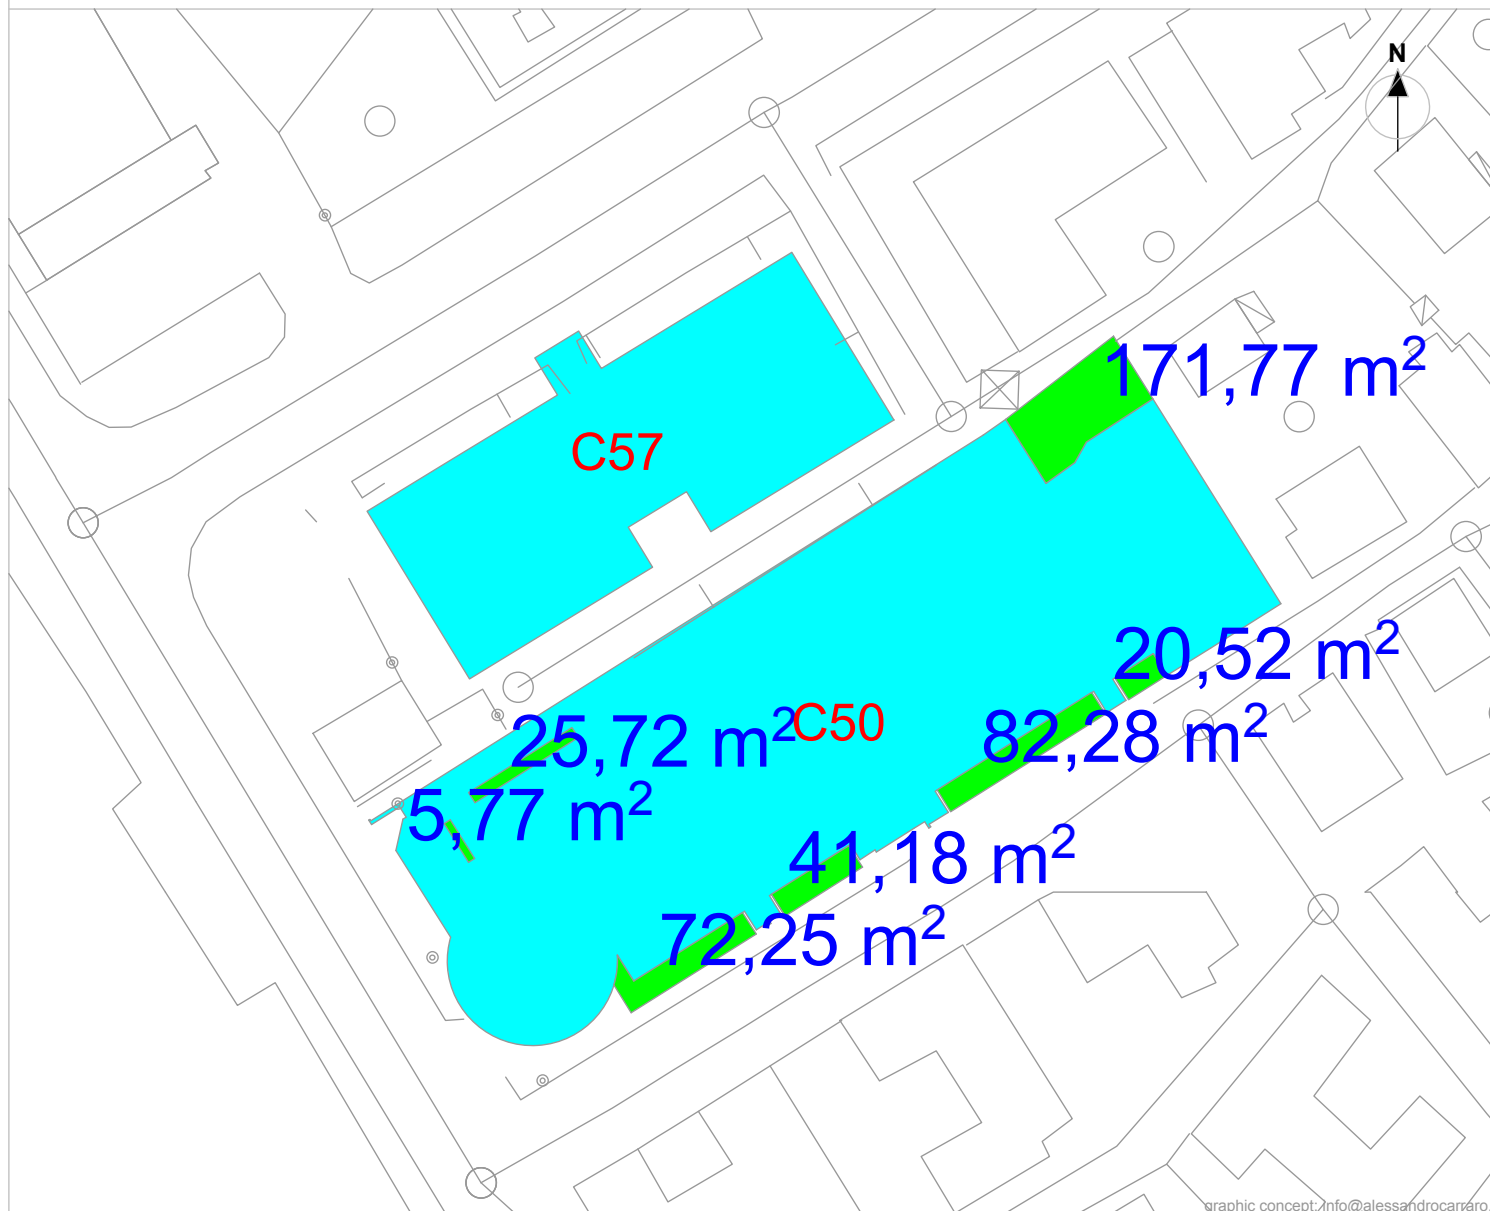 N
171,77 m²
C57
20,52 m²
C50
25,72 m²
82,28 m²
5,77 m²
41,18 m²
72,25 m²
graphic concept: info@alessandrocarraro.